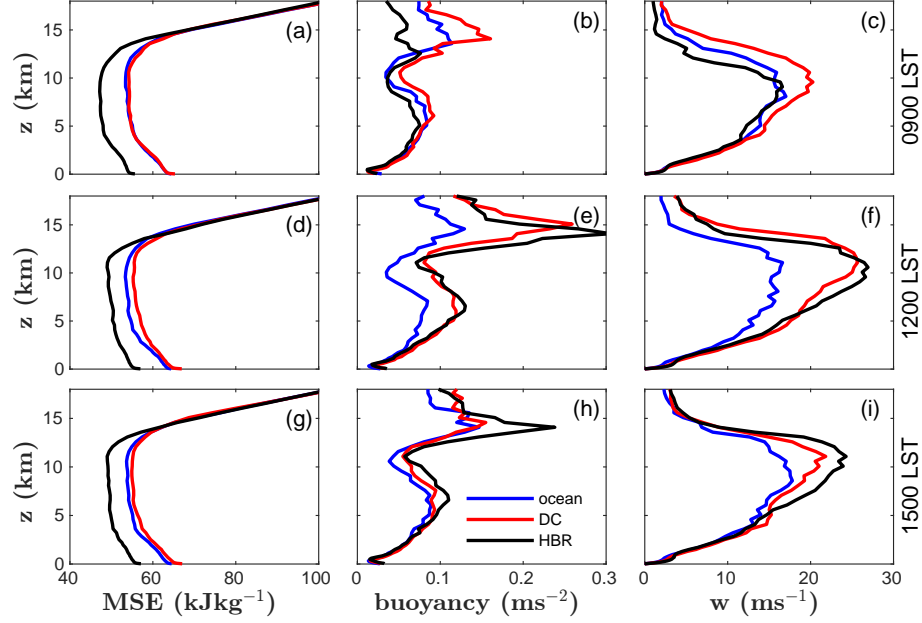 15
10
5
0
z (km)
(a)
(b)
(c)
0900 LST
15
10
5
0
z (km)
(d)
(e)
(f)
1200 LST
15
10
5
0
z (km)
(g)
(h)
(i)
1500 LST
ocean
DC
HBR
40 60 80 100
0 0.1 0.2 0.3
0 10 20 30
MSE (kJkg⁻¹)
buoyancy (ms⁻²)
w (ms⁻¹)